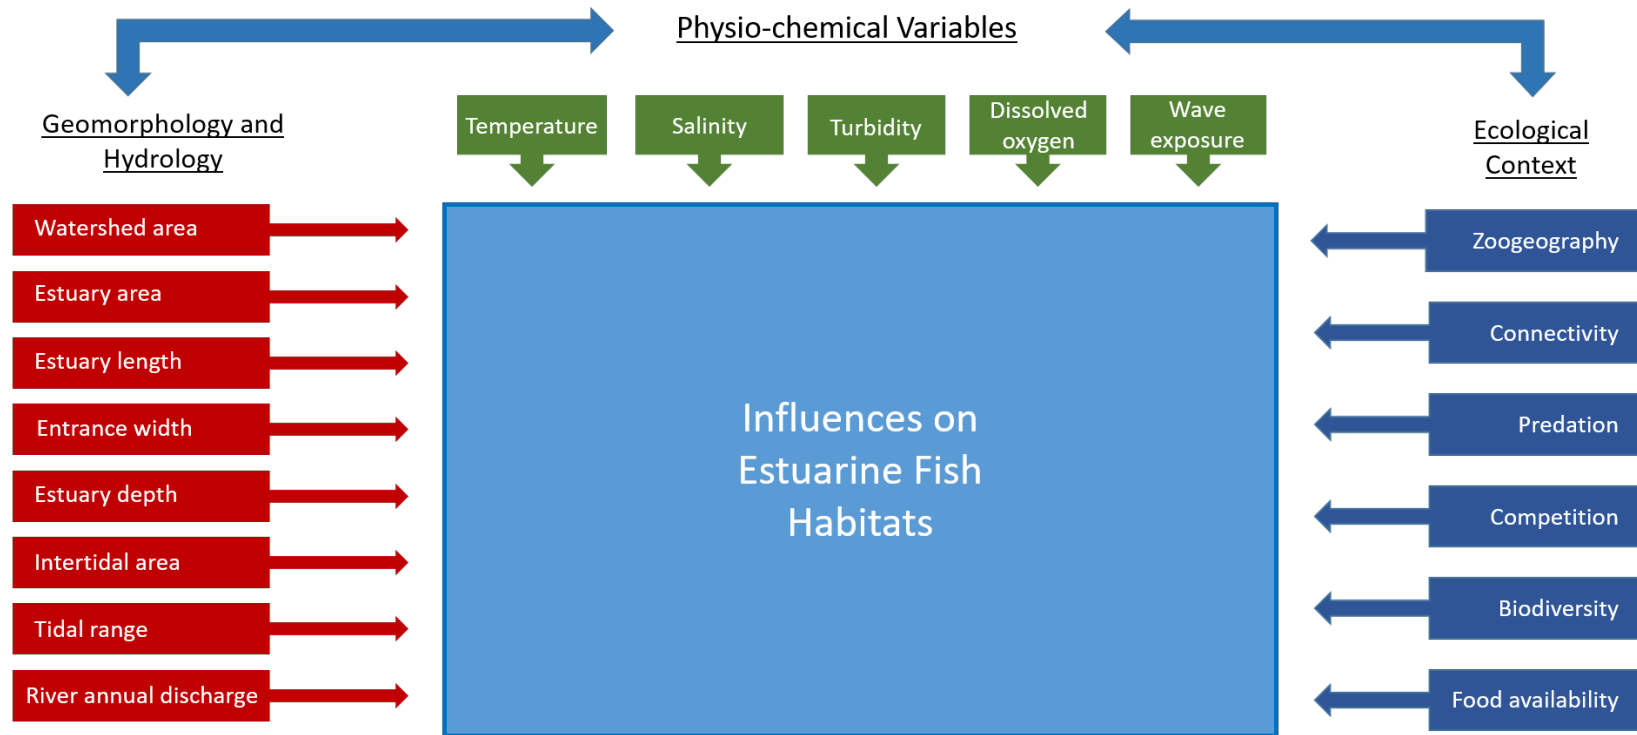 Physio-chemical Variables
Geomorphology and
Hydrology
Temperature
Salinity
Turbidity
Dissolved
oxygen
Wave
exposure
Ecological
Context
Watershed area
Estuary area
Estuary length
Entrance width
Estuary depth
Intertidal area
Tidal range
River annual discharge
Influences on
Estuarine Fish
Habitats
Zoogeography
Connectivity
Predation
Competition
Biodiversity
Food availability